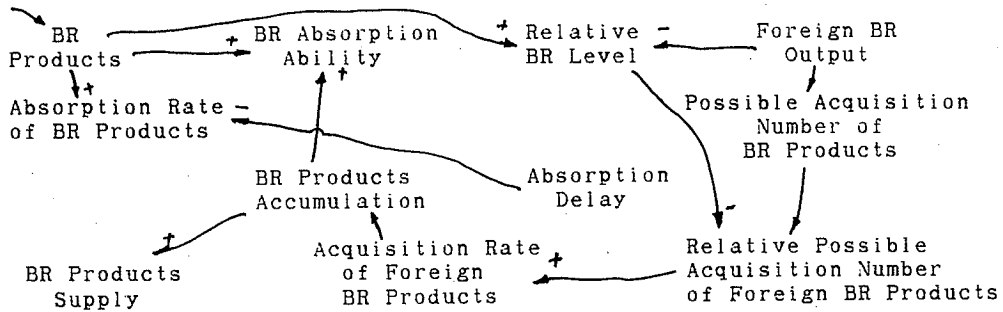 BR
Products
BR Absorption
Ability
Relative
BR Level
Foreign BR
Output
Absorption Rate
of BR Products
Possible Acquisition
Number of
BR Products
BR Products
Accumulation
Absorption
Delay
BR Products
Supply
Acquisition Rate
of Foreign
BR Products
Relative Possible
Acquisition Number
of Foreign BR Products